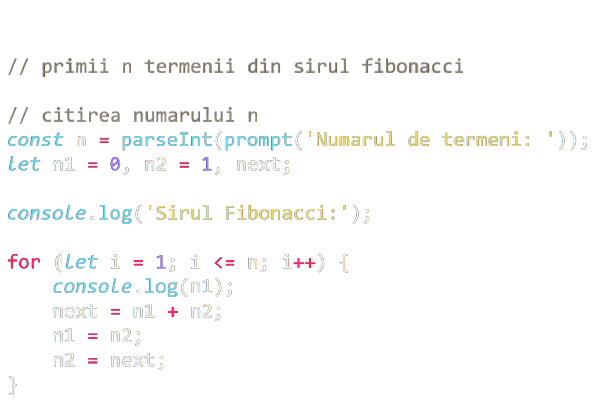 // primii n termenii din sirul fibonacci
// citirea numarului n
const n = parseInt(prompt('Numarul de termeni: '));
let n1 = 0, n2 = 1, next;
console.log('Sirul Fibonacci:');
for (let i = 1; i <= n; i++) {
    console.log(n1);
    next = n1 + n2;
    n1 = n2;
    n2 = next;
}